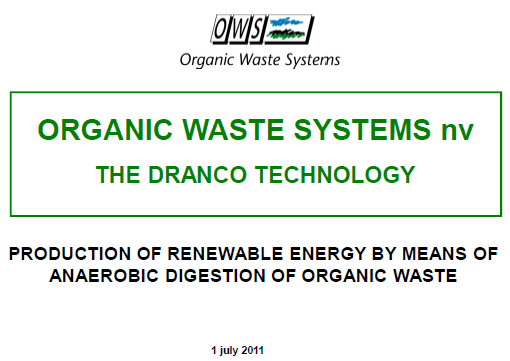 OWS
Organic Waste Systems
ORGANIC WASTE SYSTEMS nv
THE DRANCO TECHNOLOGY
PRODUCTION OF RENEWABLE ENERGY BY MEANS OF
ANAEROBIC DIGESTION OF ORGANIC WASTE
1 july 2011